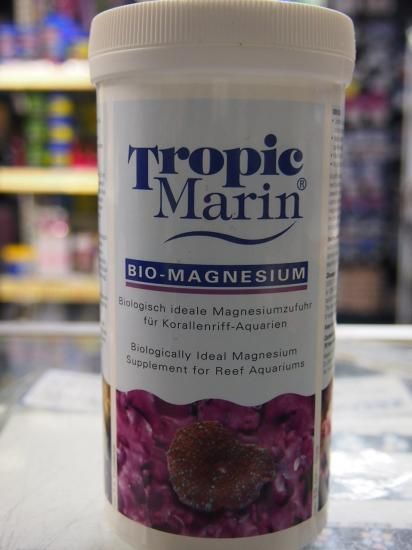 Tropic
Marin®
BIO-MAGNESIUM
Biologisch ideale Magnesiumzufuhr
für Korallenriff-Aquarien
Biologically Ideal Magnesium
Supplement for Reef Aquariums